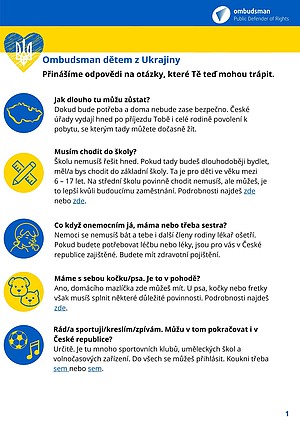 ombudsman
Public Defender of Rights
Ombudsman dětem z Ukrajiny
Přinášíme odpovědi na otázky, které Tě teď mohou trápit.
Jak dlouho tu můžu zůstat?
Dokud bude potřeba a doma nebude zase bezpečno. České
úřady vydají hned po příjezdu Tobě i celé rodině povolení k
pobytu, se kterým tady můžete dočasně žít.
Musím chodit do školy?
Školu nemusíš řešit hned. Pokud tady budeš dlouhodoběji bydlet,
měl/a bys chodit do základní školy. Ta je pro děti ve věku mezi
6 – 17 let. Na střední školu povinně chodit nemusíš, ale můžeš, je
to lepší kvůli budoucímu zaměstnání. Podrobnosti najdeš zde
nebo zde.
Co když onemocním já, máma nebo třeba sestra?
Nemoci se nemusíš bát a tebe i další členy rodiny lékař ošetří.
Pokud budete potřebovat léčbu nebo léky, jsou pro vás v České
republice zajištěné. Budete mít zdravotní pojištění.
Máme s sebou kočku/psa. Je to v pohodě?
Ano, domácího mazlíčka zde můžeš mít. U psa, kočky nebo fretky
však musíš splnit některé důležité povinnosti. Podrobnosti najdeš
zde.
Rád/a sportuji/kreslím/zpívám. Můžu v tom pokračovat i v
České republice?
Určitě. Je tu mnoho sportovních klubů, uměleckých škol a
volnočasových zařízení. Do všech se můžeš přihlásit. Koukni třeba
sem nebo sem.
1